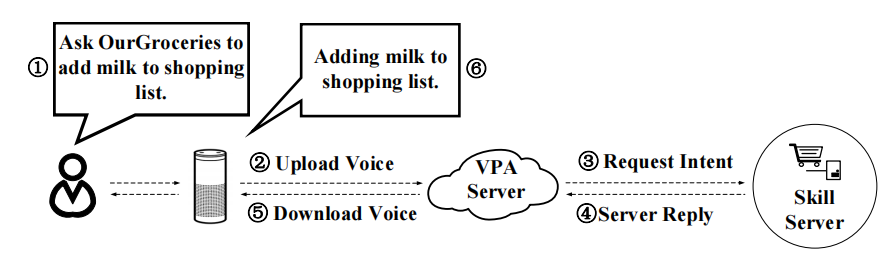 ①
Ask OurGroceries to
add milk to shopping
list.
Adding milk to
shopping list.
⑥
② Upload Voice
⑤ Download Voice
VPA
Server
③ Request Intent
④Server Reply
Skill
Server